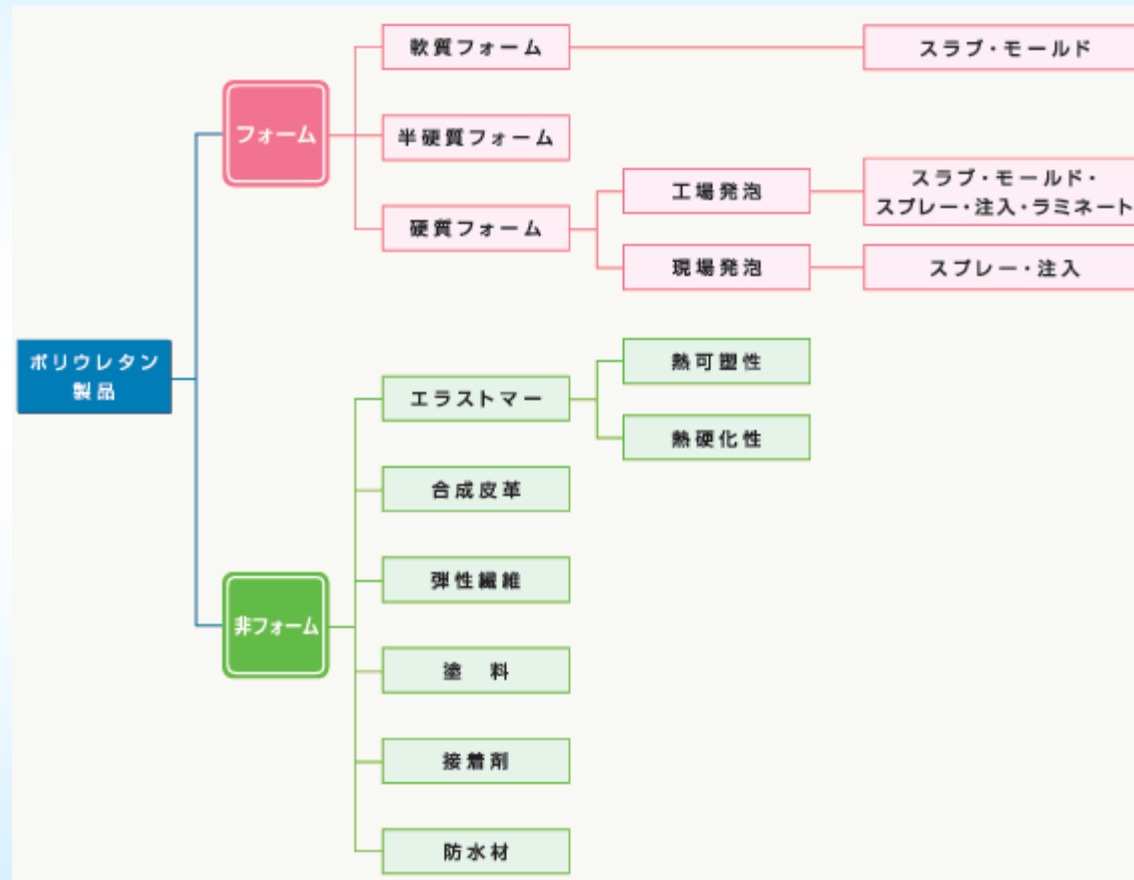 ポリウレタン
製品
フォーム
軟質フォーム
スラブ・モールド
半硬質フォーム
硬質フォーム
工場発泡
スラブ・モールド・
スプレー・注入・ラミネート
現場発泡
スプレー・注入
非フォーム
エラストマー
熱可塑性
熱硬化性
合成皮革
弾性繊維
塗　料
接着剤
防水材